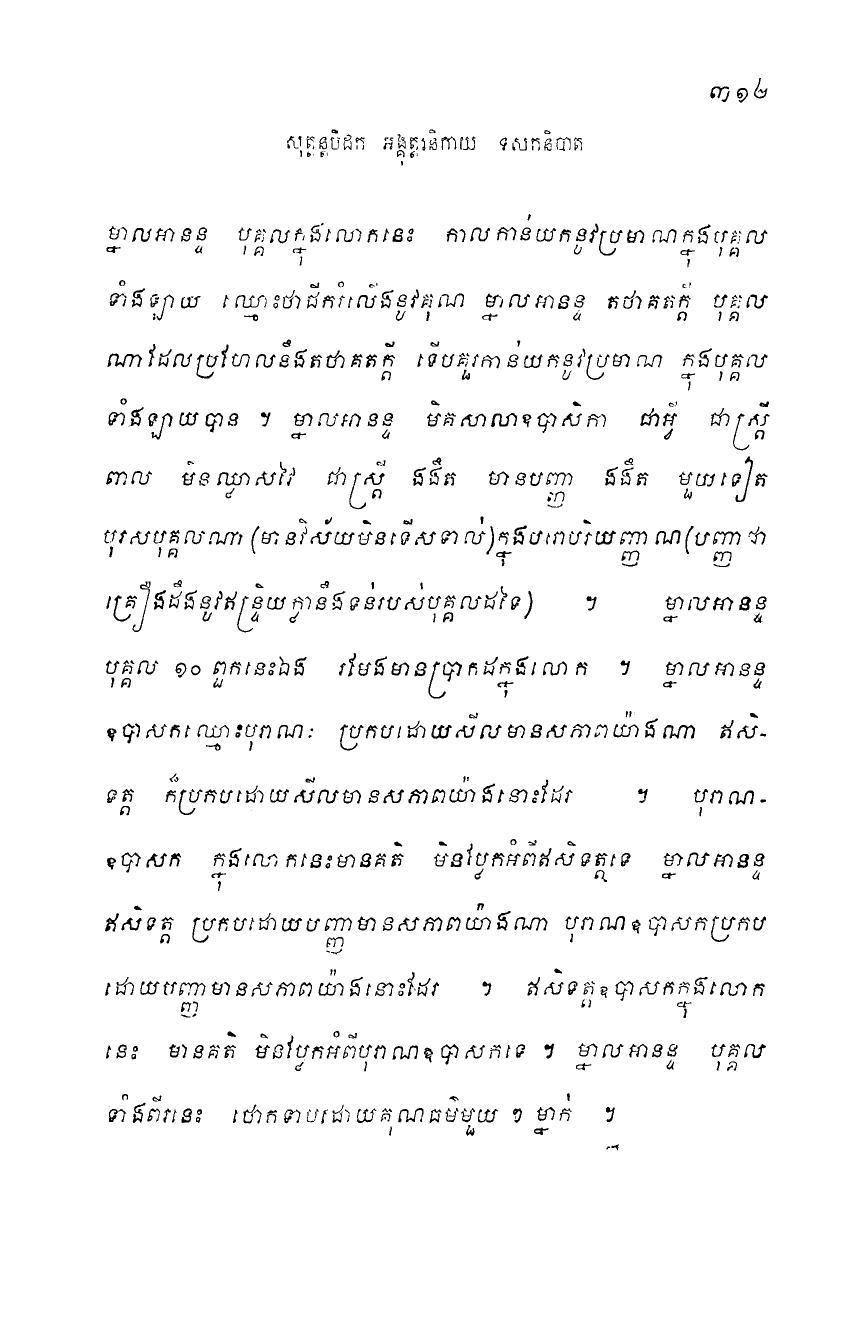 ៣១៤
សុត្តន្តបិដក អង្គុត្តរនិកាយ ទសកនិបាត
ម្នាលអានន្ទ បុគ្គលក្នុងលោកនេះ កាលកាន់យកនូវប្រមាណក្នុងបុគ្គល
ទាំងឡាយ ឈ្មោះថាជីករំលើងនូវគុណ ម្នាលអានន្ទ តថាគតក្តី បុគ្គល
ណាដែលប្រហែលនឹងតថាគតក្តី ទើបគួរកាន់យកនូវប្រមាណ ក្នុងបុគ្គល
ទាំងឡាយបាន ។ ម្នាលអានន្ទ មិគសាលាឧបាសិកា ជាអ្វី ជាស្ត្រី
ពាល មិនឈ្លាសវៃ ជាស្ត្រី ងងឹត មានបញ្ញា ងងឹត មួយទៀត
បុរសបុគ្គលណា (មានវិស័យមិនទើសទាល់) ក្នុងបរោបរិយញ្ញាណ (បញ្ញាជា
គ្រឿងដឹងនូវឥន្ទ្រិយក្លានឹងទន់របស់បុគ្គលដទៃ) ។ ម្នាលអានន្ទ
បុគ្គល ១០ ពួកនេះឯង រមែងមានប្រាកដក្នុងលោក ។ ម្នាលអានន្ទ
ឧបាសកឈ្មោះបុរាណៈ ប្រកបដោយសីលមានសភាពយ៉ាងណា ឥសិ-
ទត្ត ក៏ប្រកបដោយសីលមានសភាពយ៉ាងនោះដែរ ។ បុរាណ-
ឧបាសក ក្នុងលោកនេះមានគតិ មិនប្លែកអំពីឥសិទត្តទេ ម្នាលអានន្ទ
ឥសិទត្ត ប្រកបដោយបញ្ញាមានសភាពយ៉ាងណា បុរាណឧបាសកប្រកប
ដោយបញ្ញាមានសភាពយ៉ាងនោះដែរ ។ ឥសិទត្តឧបាសកក្នុងលោក
នេះ មានគតិ មិនប្លែកអំពីបុរាណឧបាសកទេ ។ ម្នាលអានន្ទ បុគ្គល
ទាំងពីរនេះ ថោកទាបដោយគុណធម៌មួយ ៗ ម្នាក់ ។